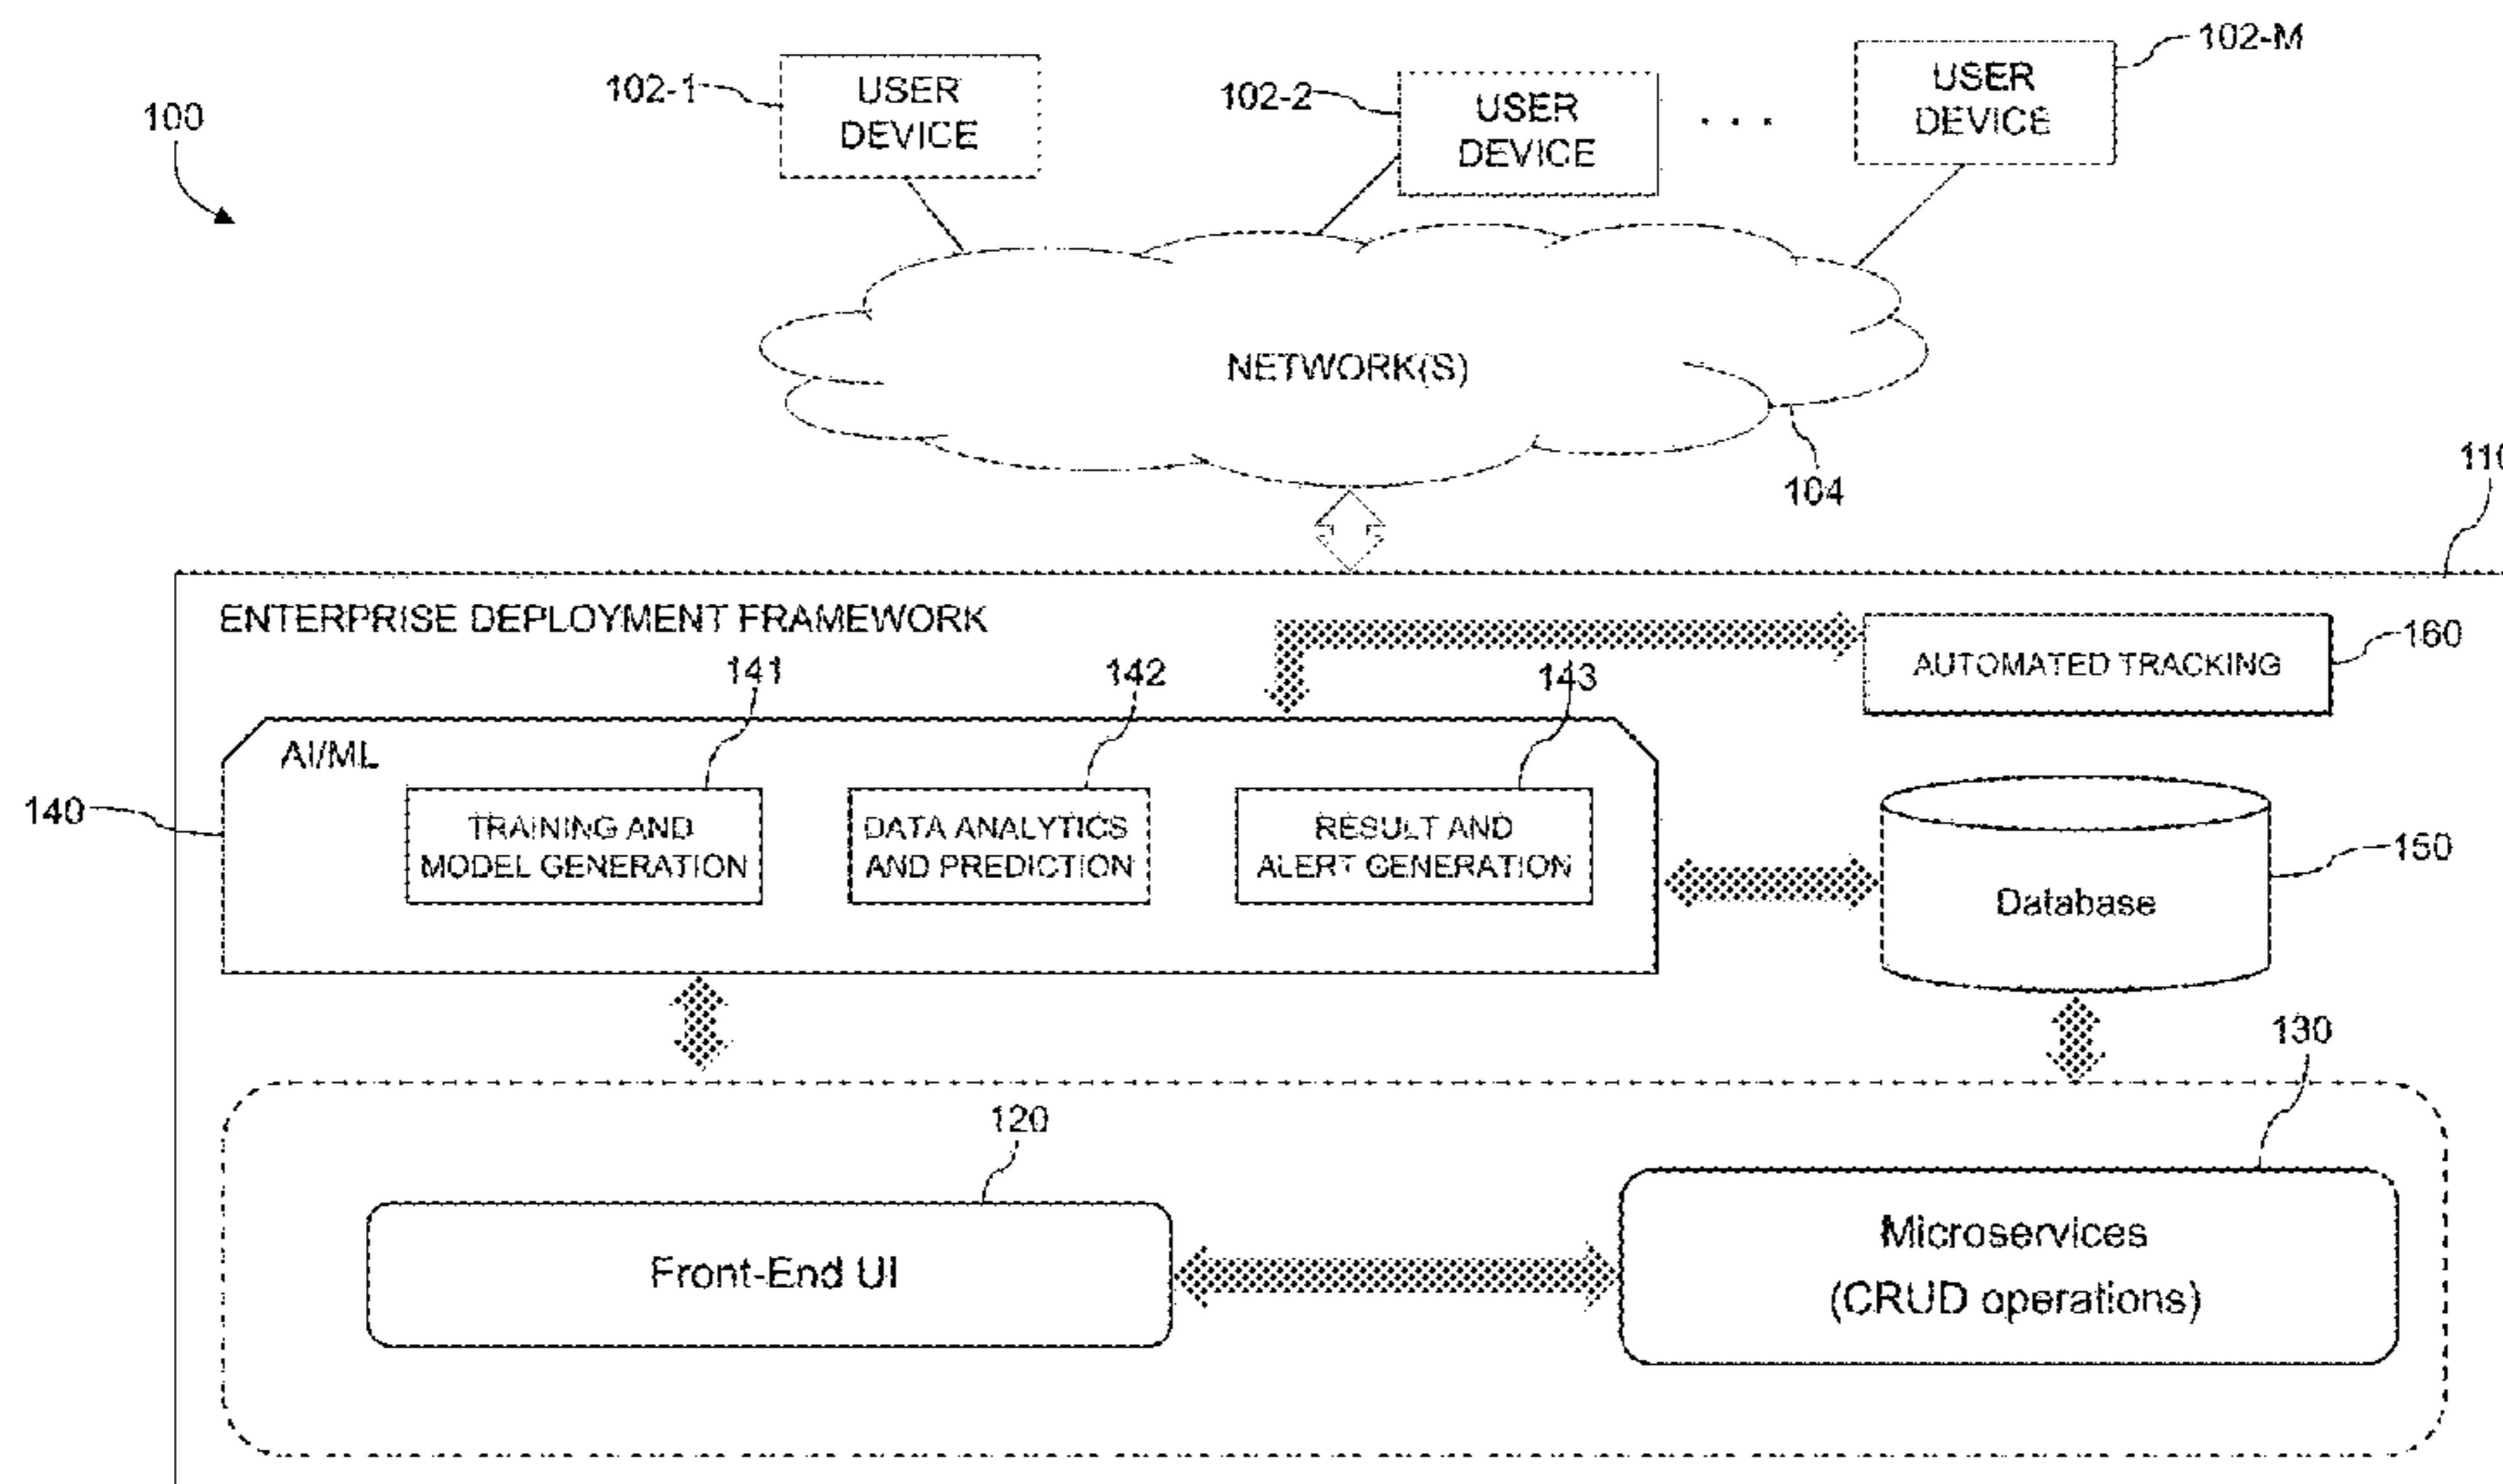 102-M
USER
DEVICE
102-1
USER
DEVICE
102-2
USER
DEVICE
. . .
100
NETWORK(S)
104
110
ENTERPRISE DEPLOYMENT FRAMEWORK
160
AUTOMATED TRACKING
141
142
143
AI/ML
140
TRAINING AND
MODEL GENERATION
DATA ANALYTICS
AND PREDICTION
RESULT AND
ALERT GENERATION
150
Database
130
120
Front-End UI
Microservices
(CRUD operations)